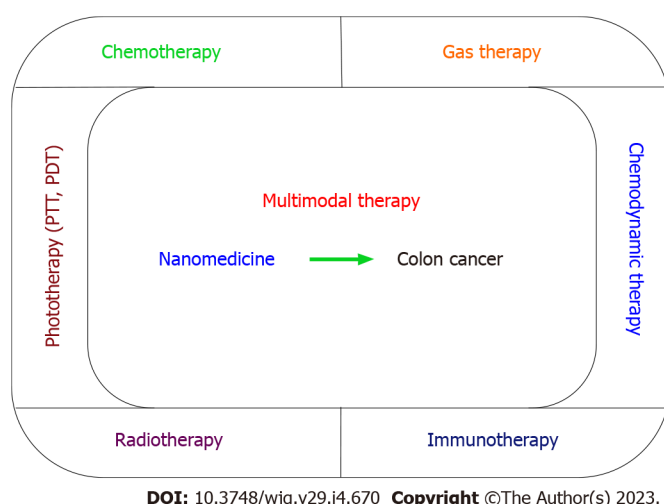 Chemotherapy
Gas therapy
Phototherapy (PTT, PDT)
Multimodal therapy
Nanomedicine
Colon cancer
Chemodynamic therapy
Radiotherapy
Immunotherapy
DOI: 10.3748/wjg.v29.i4.670 Copyright ©The Author(s) 2023.